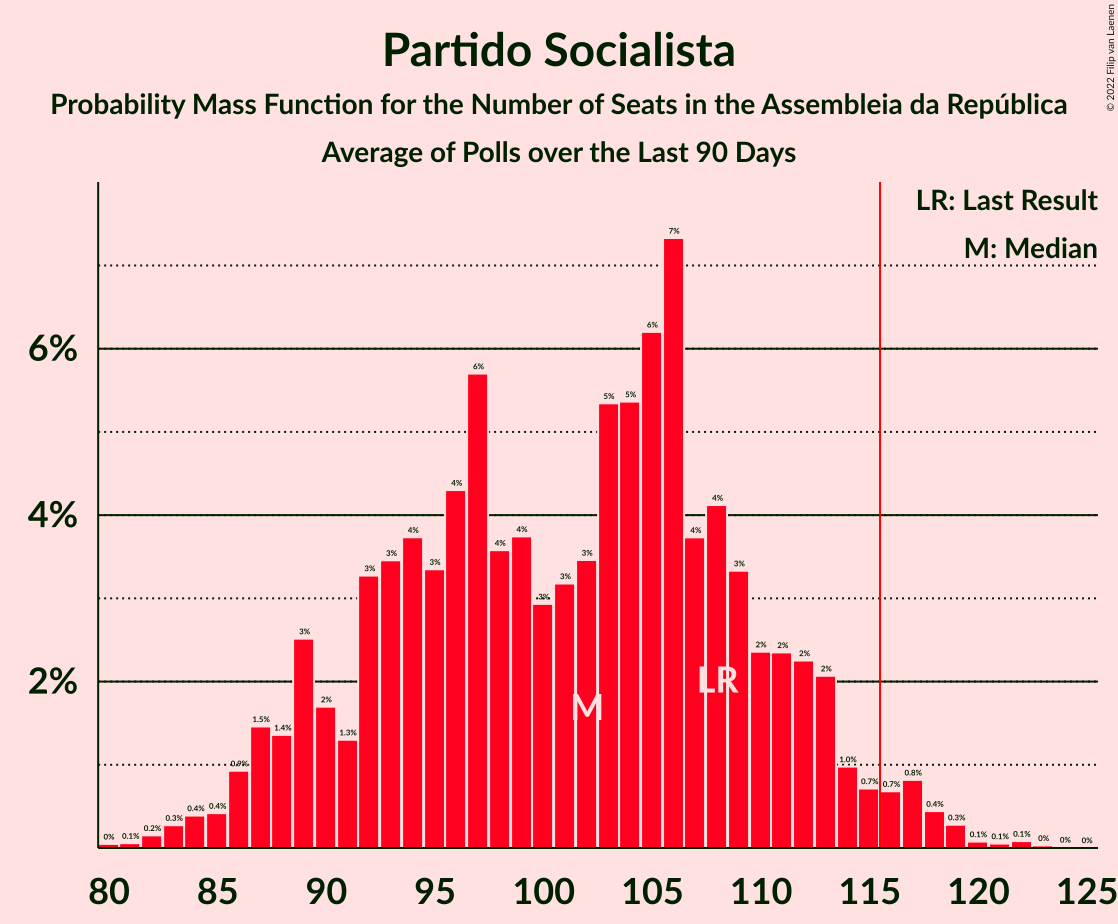 Partido Socialista
Probability Mass Function for the Number of Seats in the Assembleia da República
Average of Polls over the Last 90 Days
© 2022 Filip van Laenen
LR: Last Result
M: Median
6%
4%
2%
0% 0.1% 0.2% 0.3% 0.4% 0.4% 0.9% 1.5% 1.4% 3% 2% 1.3% 3% 3% 4% 3% 4% 6% 4% 4% 3% 3% 3% 5% 5% 6% 7% 4% 4% 3% 2% 2% 2% 2% 1.0% 0.7% 0.7% 0.8% 0.4% 0.3% 0.1% 0.1% 0.1% 0% 0% 0%
M
LR
80 85 90 95 100 105 110 115 120 125